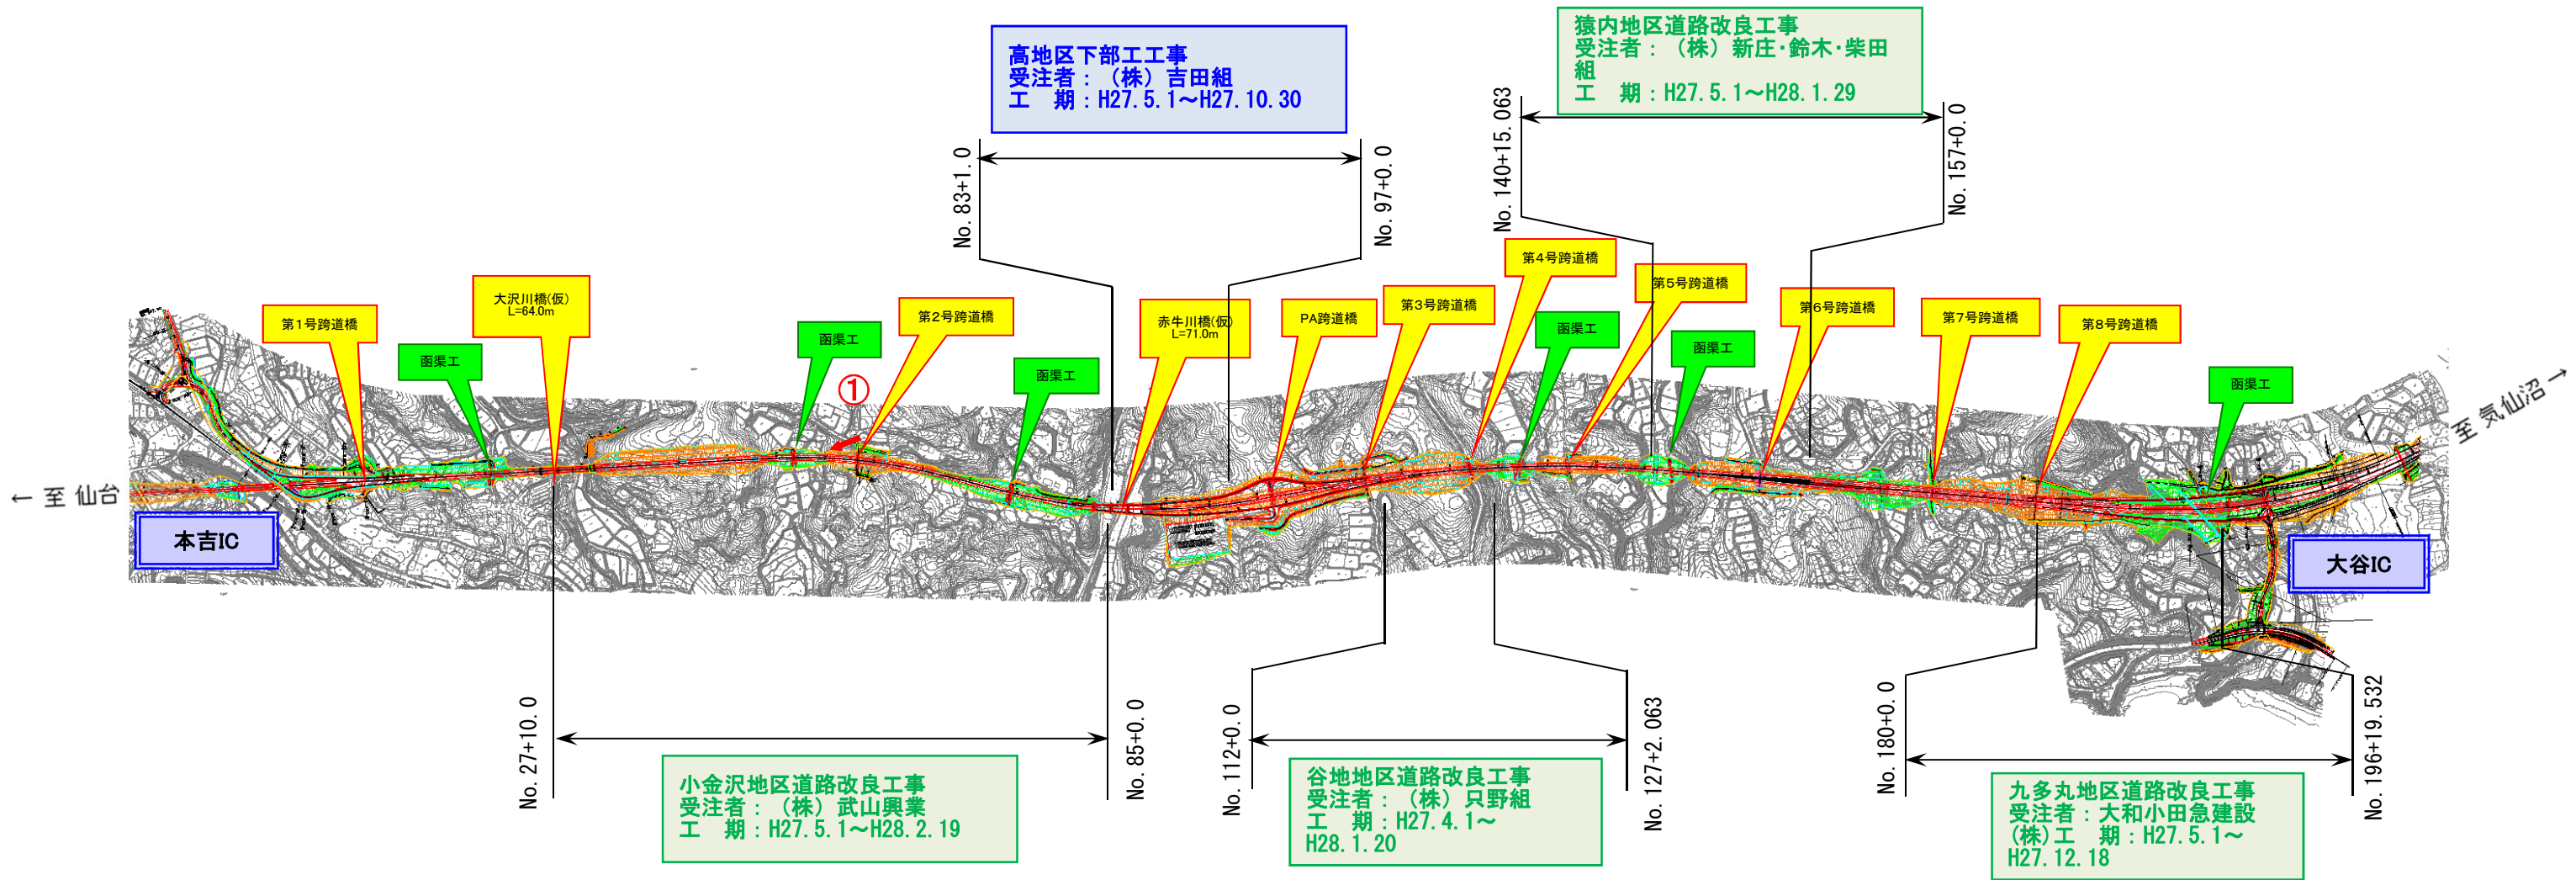 高地区下部工工事
受注者：（株）吉田組
工　期：H27.5.1～H27.10.30
猿内地区道路改良工事
受注者：（株）新庄・鈴木・柴田
組
工　期：H27.5.1～H28.1.29
No.83+1.0
No.97+0.0
No.140+15.063
No.157+0.0
第1号跨道橋
函渠工
大沢川橋(仮)
L=64.0m
函渠工
①
第2号跨道橋
函渠工
赤牛川橋(仮)
L=71.0m
PA跨道橋
第3号跨道橋
第4号跨道橋
函渠工
第5号跨道橋
函渠工
第6号跨道橋
第7号跨道橋
第8号跨道橋
函渠工
← 至 仙台
本吉IC
至 気仙沼 →
大谷IC
No.27+10.0
No.85+0.0
No.112+0.0
No.127+2.063
No.180+0.0
No.196+19.532
小金沢地区道路改良工事
受注者：（株）武山興業
工　期：H27.5.1～H28.2.19
谷地地区道路改良工事
受注者：（株）只野組
工　期：H27.4.1～
H28.1.20
九多丸地区道路改良工事
受注者：大和小田急建設
(株)工　期：H27.5.1～
H27.12.18